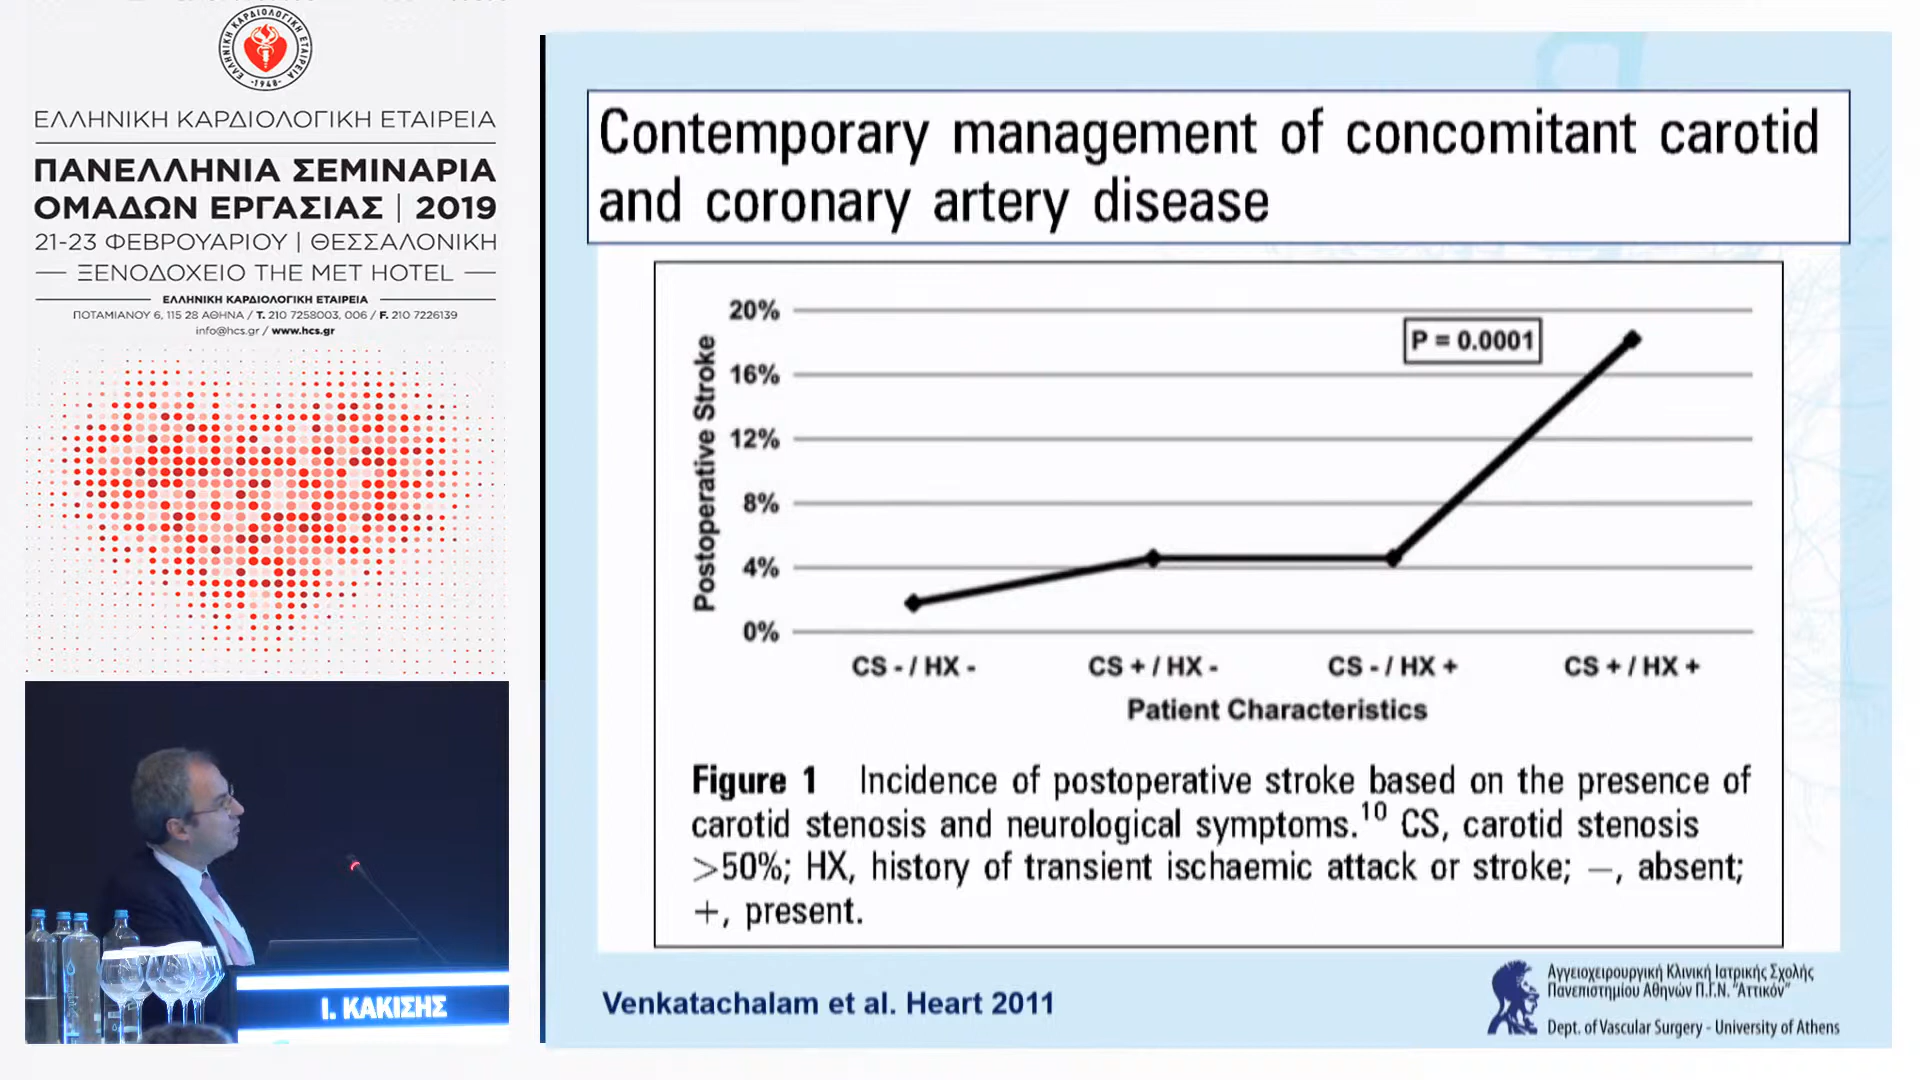 ΕΛΛΗΝΙΚΗ ΚΑΡΔΙΟΛΟΓΙΚΗ ΕΤΑΙΡΕΙΑ
·1948·
ΕΛΛΗΝΙΚΗ ΚΑΡΔΙΟΛΟΓΙΚΗ ΕΤΑΙΡΕΙΑ
ΠΑΝΕΛΛΗΝΙΑ ΣΕΜΙΝΑΡΙΑ
ΟΜΑΔΩΝ ΕΡΓΑΣΙΑΣ | 2019
21-23 ΦΕΒΡΟΥΑΡΙΟΥ | ΘΕΣΣΑΛΟΝΙΚΗ
ΞΕΝΟΔΟΧΕΙΟ THE MET HOTEL
ΕΛΛΗΝΙΚΗ ΚΑΡΔΙΟΛΟΓΙΚΗ ΕΤΑΙΡΕΙΑ
ΠΟΤΑΜΙΑΝΟΥ 6, 115 28 ΑΘΗΝΑ / T. 210 7258003, 006 / F. 210 7226139
info@hcs.gr / www.hcs.gr
Ι. ΚΑΚΙΣΗΣ
Contemporary management of concomitant carotid
and coronary artery disease
20%
16%
12%
8%
4%
0%
Postoperative Stroke
P = 0.0001
CS - / HX -
CS + / HX -
CS - / HX +
CS + / HX +
Patient Characteristics
Figure 1 Incidence of postoperative stroke based on the presence of
carotid stenosis and neurological symptoms.10 CS, carotid stenosis
>50%; HX, history of transient ischaemic attack or stroke; –, absent;
+, present.
Venkatachalam et al. Heart 2011
Αγγειοχειρουργική Κλινική Ιατρικής Σχολής
Πανεπιστημίου Αθηνών Π.Γ.Ν. "Αττικόν"
Dept. of Vascular Surgery - University of Athens